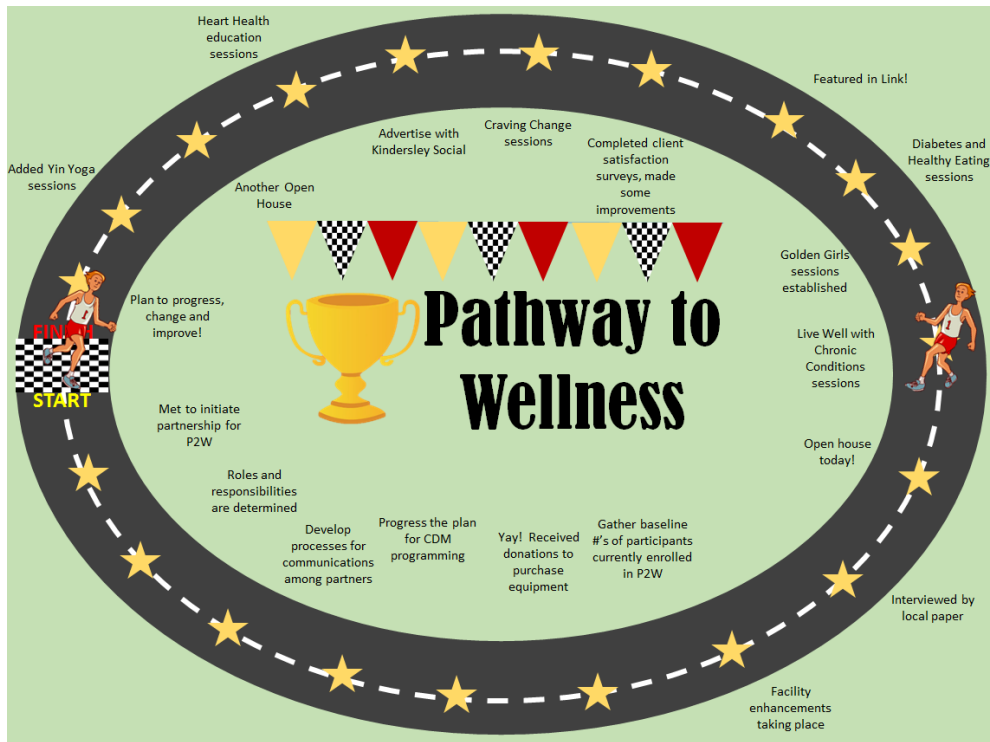 Heart Health
education
sessions
Featured in Link!
Advertise with
Kindersley Social
Craving Change
sessions
Completed client
satisfaction
surveys, made
some
improvements
Diabetes and
Healthy Eating
sessions
Added Yin Yoga
sessions
Another Open
House
Golden Girls
sessions
established
Plan to progress,
change and
improve!
Pathway to
Wellness
Live Well with
Chronic
Conditions
sessions
FINISH
START
1
1
Met to initiate
partnership for
P2W
Open house
today!
Roles and
responsibilities
are determined
Develop
processes for
communications
among partners
Progress the plan
for CDM
programming
Yay! Received
donations to
purchase
equipment
Gather baseline
#'s of participants
currently enrolled
in P2W
Interviewed by
local paper
Facility
enhancements
taking place